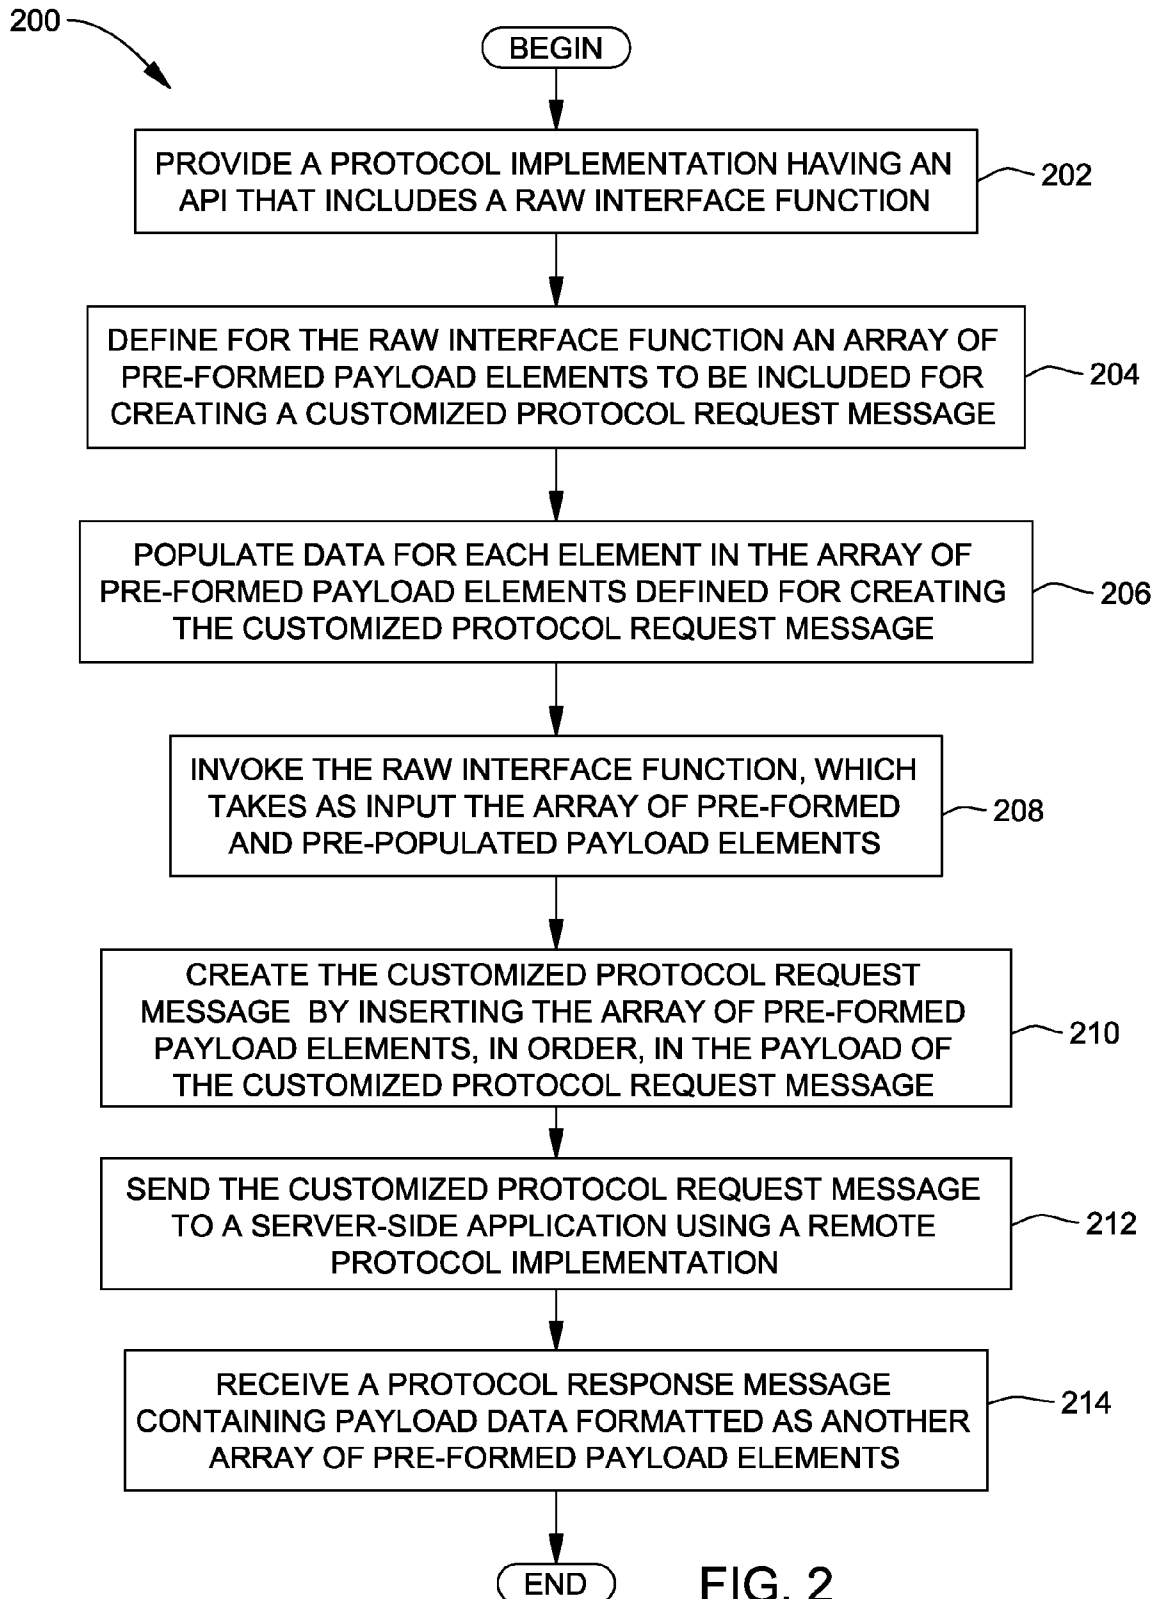 200
BEGIN
PROVIDE A PROTOCOL IMPLEMENTATION HAVING AN
API THAT INCLUDES A RAW INTERFACE FUNCTION
202
DEFINE FOR THE RAW INTERFACE FUNCTION AN ARRAY OF
PRE-FORMED PAYLOAD ELEMENTS TO BE INCLUDED FOR
CREATING A CUSTOMIZED PROTOCOL REQUEST MESSAGE
204
POPULATE DATA FOR EACH ELEMENT IN THE ARRAY OF
PRE-FORMED PAYLOAD ELEMENTS DEFINED FOR CREATING
THE CUSTOMIZED PROTOCOL REQUEST MESSAGE
206
INVOKE THE RAW INTERFACE FUNCTION, WHICH
TAKES AS INPUT THE ARRAY OF PRE-FORMED
AND PRE-POPULATED PAYLOAD ELEMENTS
208
CREATE THE CUSTOMIZED PROTOCOL REQUEST
MESSAGE BY INSERTING THE ARRAY OF PRE-FORMED
PAYLOAD ELEMENTS, IN ORDER, IN THE PAYLOAD OF
THE CUSTOMIZED PROTOCOL REQUEST MESSAGE
210
SEND THE CUSTOMIZED PROTOCOL REQUEST MESSAGE
TO A SERVER-SIDE APPLICATION USING A REMOTE
PROTOCOL IMPLEMENTATION
212
RECEIVE A PROTOCOL RESPONSE MESSAGE
CONTAINING PAYLOAD DATA FORMATTED AS ANOTHER
ARRAY OF PRE-FORMED PAYLOAD ELEMENTS
214
END
FIG. 2